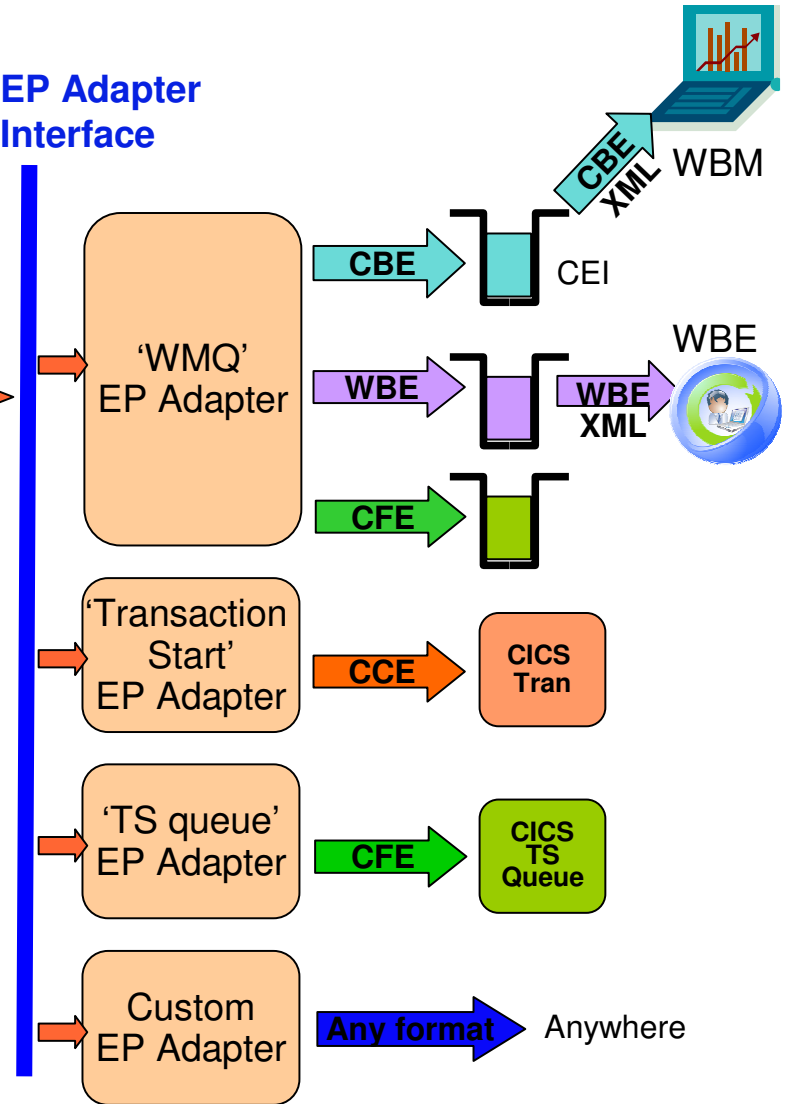 EP Adapter
Interface
CBE
XML
WBM
CBE
CEI
‘WMQ’
EP Adapter
WBE
WBE
XML
WBE
CFE
‘Transaction
Start’
EP Adapter
CCE
CICS
Tran
‘TS queue’
EP Adapter
CFE
CICS
TS
Queue
Custom
EP Adapter
Any format
Anywhere